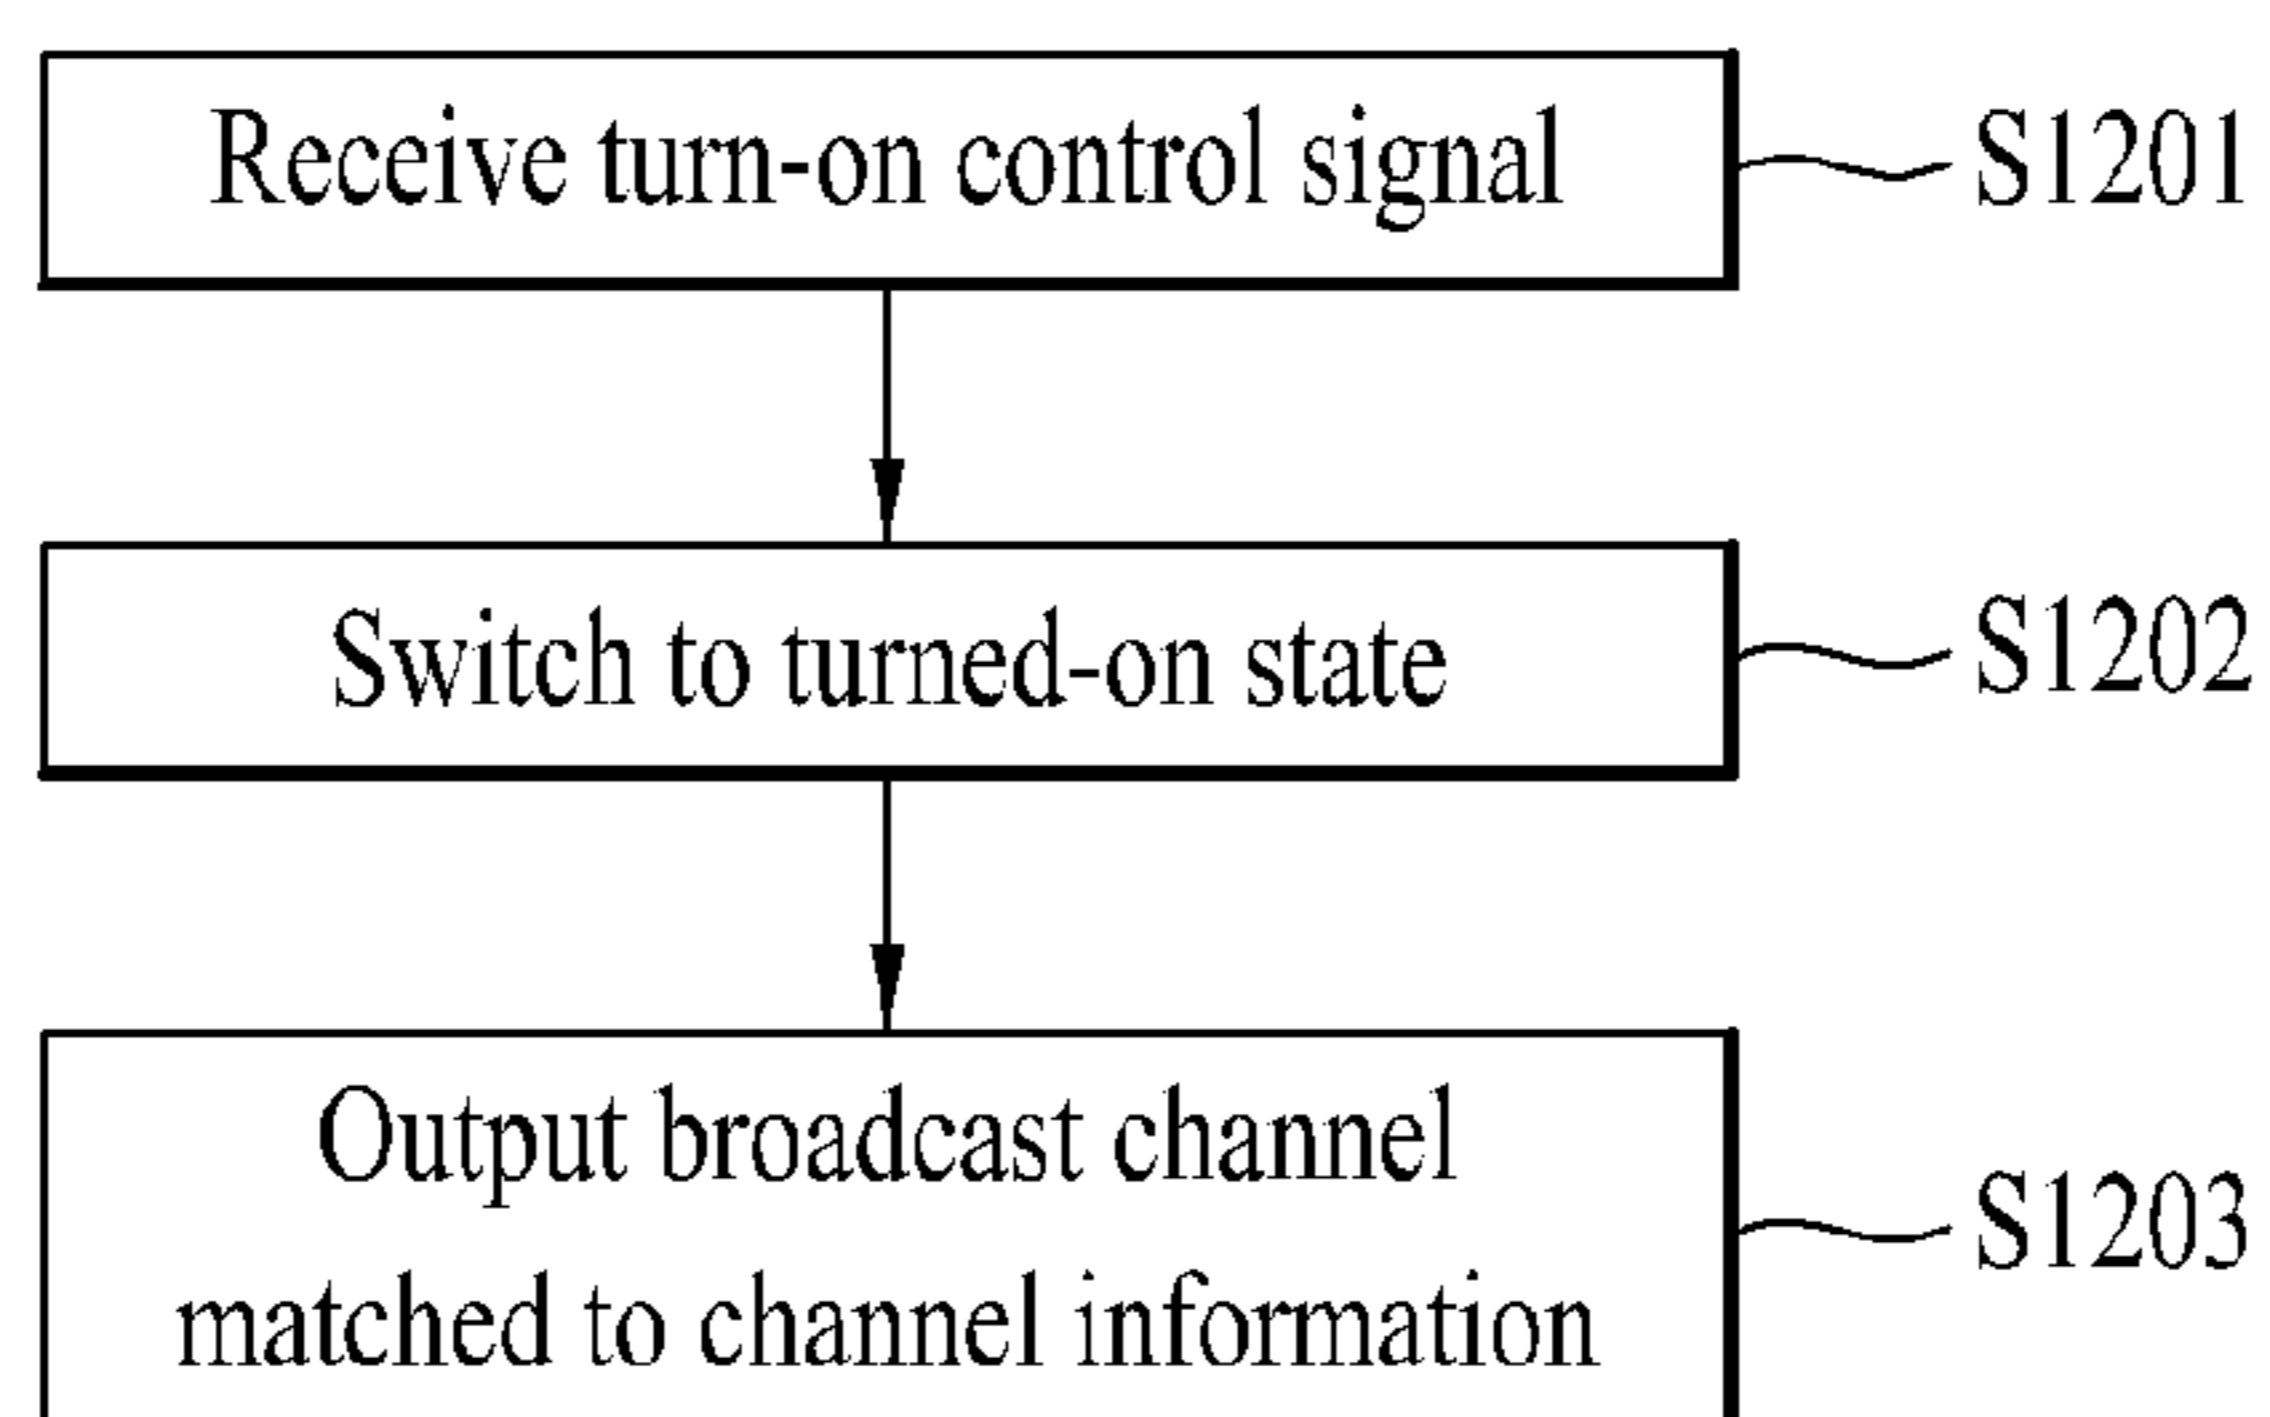 Receive turn-on control signal
S1201
Switch to turned-on state
S1202
Output broadcast channel
matched to channel information
S1203